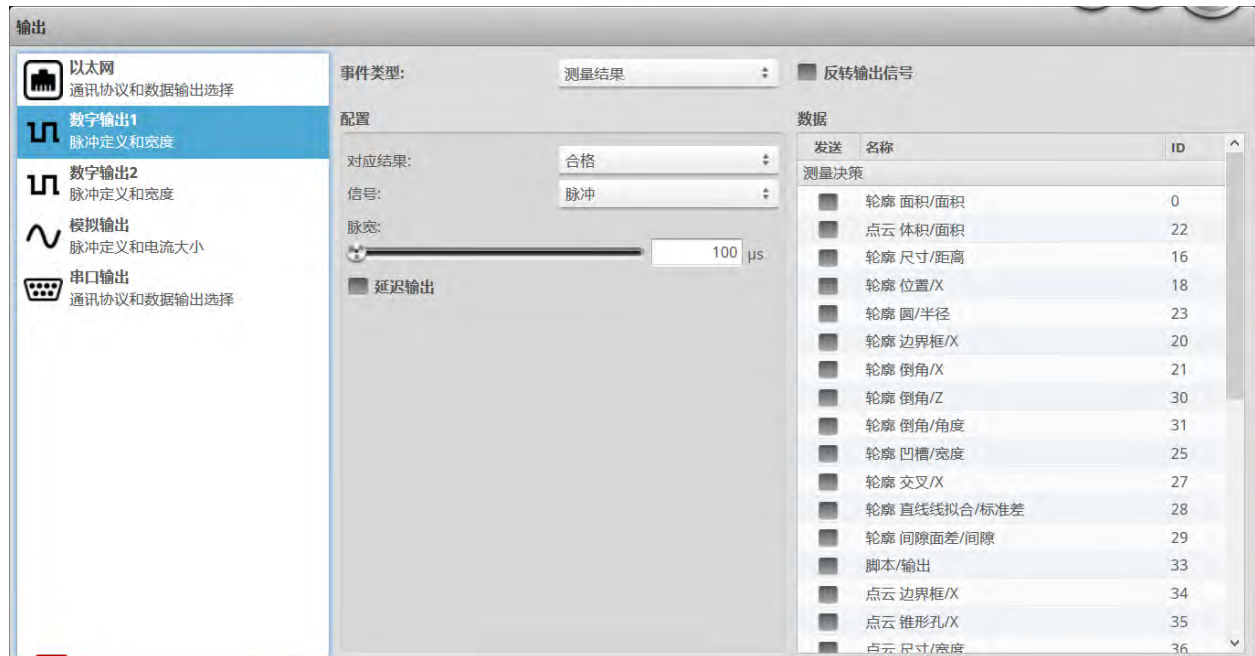 输出
以太网
通讯协议和数据输出选择
数字输出1
脉冲定义和宽度
数字输出2
脉冲定义和宽度
模拟输出
脉冲定义和电流大小
串口输出
通讯协议和数据输出选择
事件类型: 测量结果
配置
对应结果: 合格
信号: 脉冲
脉宽:
100 µs
延迟输出
反转输出信号
数据
发送 名称 ID
测量决策
轮廓 面积/面积 0
点云 体积/面积 22
轮廓 尺寸/距离 16
轮廓 位置/X 18
轮廓 圆/半径 23
轮廓 边界框/X 20
轮廓 倒角/X 21
轮廓 倒角/Z 30
轮廓 倒角/角度 31
轮廓 凹槽/宽度 25
轮廓 交叉/X 27
轮廓 直线线拟合/标准差 28
轮廓 间隙面差/间隙 29
脚本/输出 33
点云 边界框/X 34
点云 锥形孔/X 35
点云 尺寸/宽度 36